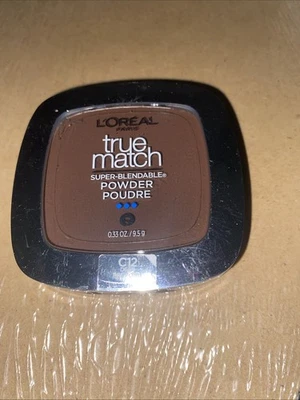 L'ORÉAL
PARIS
true
match
SUPER-BLENDABLE®
POWDER
POUDRE
0.33 OZ. / 9.5 g
C12